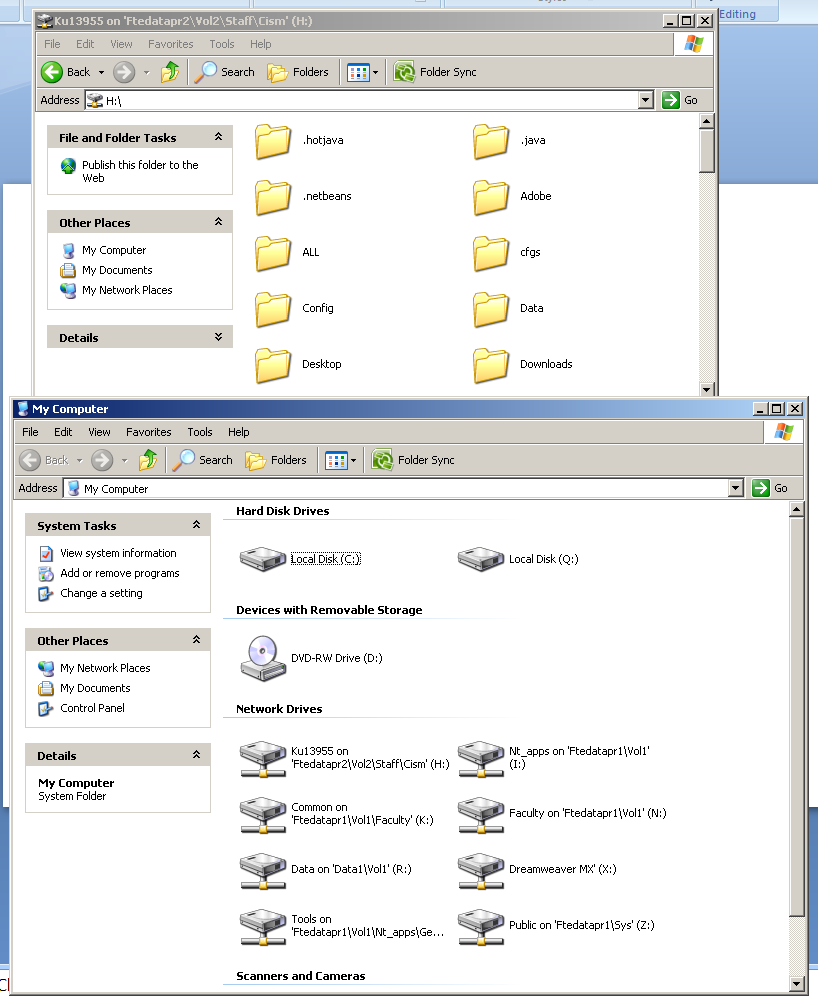 Editing
Ku13955 on 'Ftedatapr2\Vol2\Staff\Cism' (H:)
File Edit View Favorites Tools Help
Back Search Folders Folder Sync
Address H:\ Go
File and Folder Tasks
Publish this folder to the
Web
Other Places
My Computer
My Documents
My Network Places
Details
.hotjava .java
.netbeans Adobe
ALL cfgs
Config Data
Desktop Downloads
My Computer
File Edit View Favorites Tools Help
Back Search Folders Folder Sync
Address My Computer Go
System Tasks
View system information
Add or remove programs
Change a setting
Other Places
My Network Places
My Documents
Control Panel
Details
My Computer
System Folder
Hard Disk Drives
Local Disk (C:) Local Disk (Q:)
Devices with Removable Storage
DVD-RW Drive (D:)
Network Drives
Ku13955 on
'Ftedatapr2\Vol2\Staff\Cism' (H:)
Nt_apps on 'Ftedatapr1\Vol1'
(I:)
Common on
'Ftedatapr1\Vol1\Faculty' (K:)
Faculty on 'Ftedatapr1\Vol1' (N:)
Data on 'Data1\Vol1' (R:)
Dreamweaver MX' (X:)
Tools on
'Ftedatapr1\Vol1\Nt_apps\Ge...
Public on 'Ftedatapr1\Sys' (Z:)
Scanners and Cameras